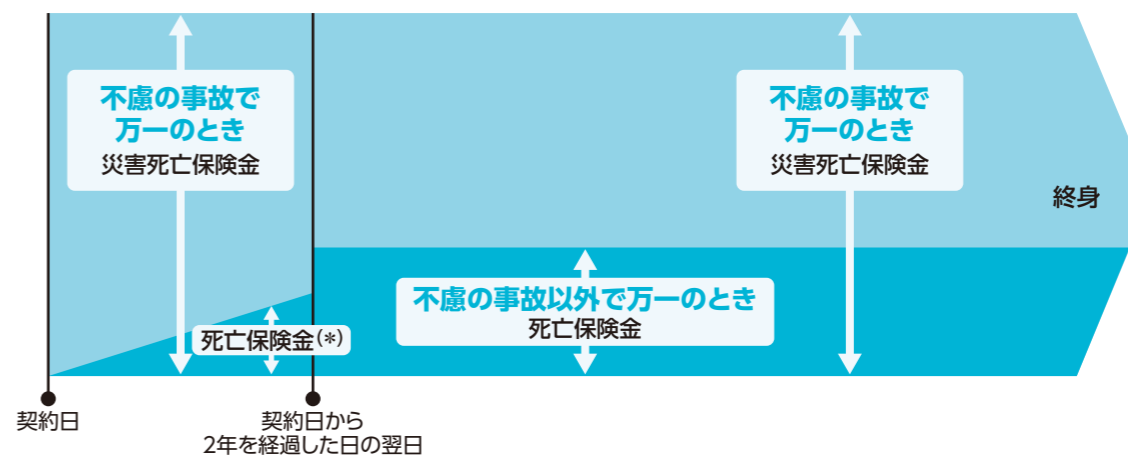 不慮の事故で
万一のとき
災害死亡保険金
不慮の事故で
万一のとき
災害死亡保険金
終身
不慮の事故以外で万一のとき
死亡保険金
死亡保険金(*)
契約日
契約日から
2年を経過した日の翌日